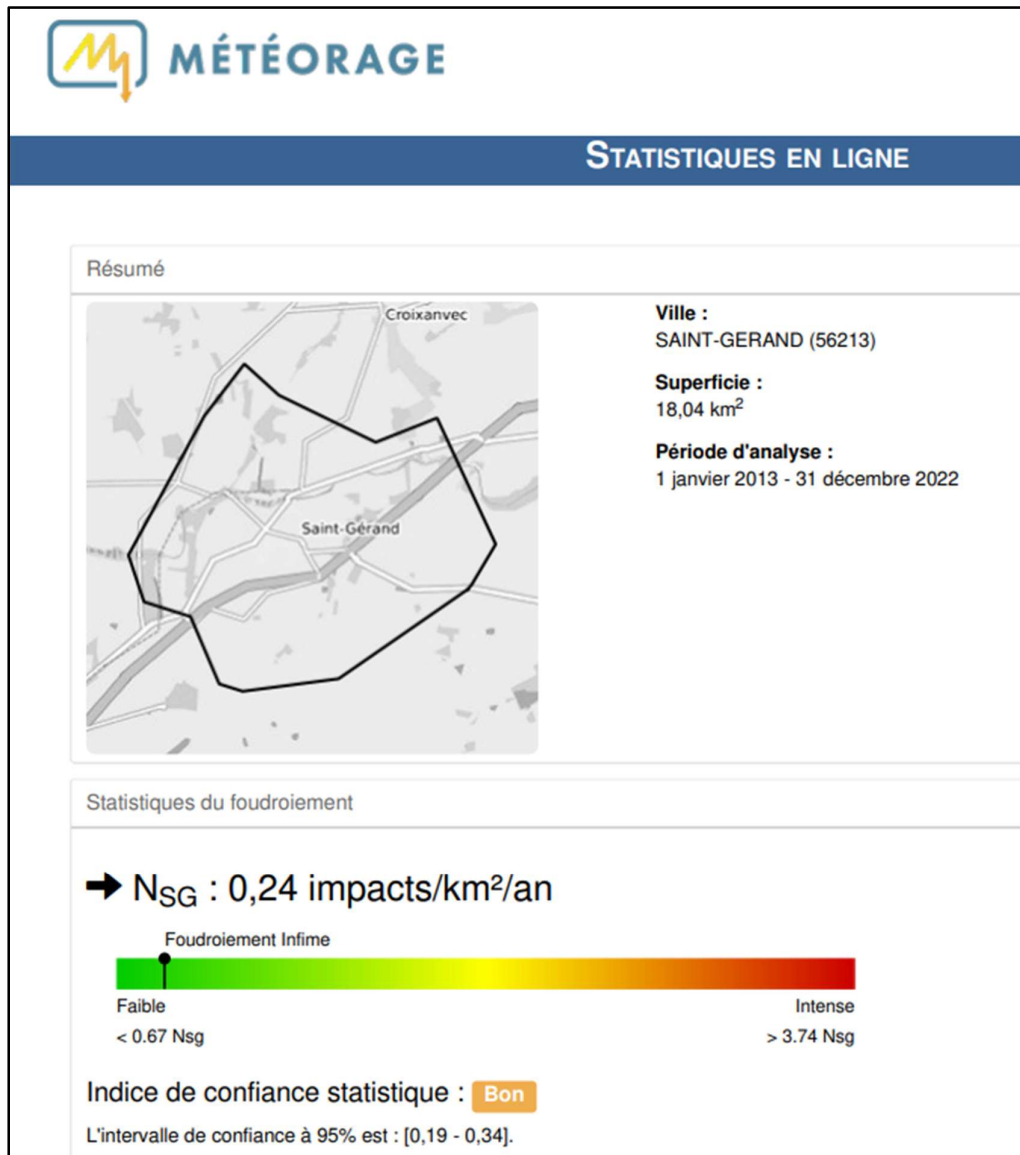 MÉTÉORAGE
STATISTIQUES EN LIGNE
Résumé
Croixanvec
Saint-Gérand
Ville :
SAINT-GERAND (56213)
Superficie :
18,04 km²
Période d'analyse :
1 janvier 2013 - 31 décembre 2022
Statistiques du foudroiement
➔ NSG : 0,24 impacts/km²/an
Foudroiement Infime
Faible
Intense
< 0.67 Nsg
> 3.74 Nsg
Indice de confiance statistique : Bon
L'intervalle de confiance à 95% est : [0,19 - 0,34].